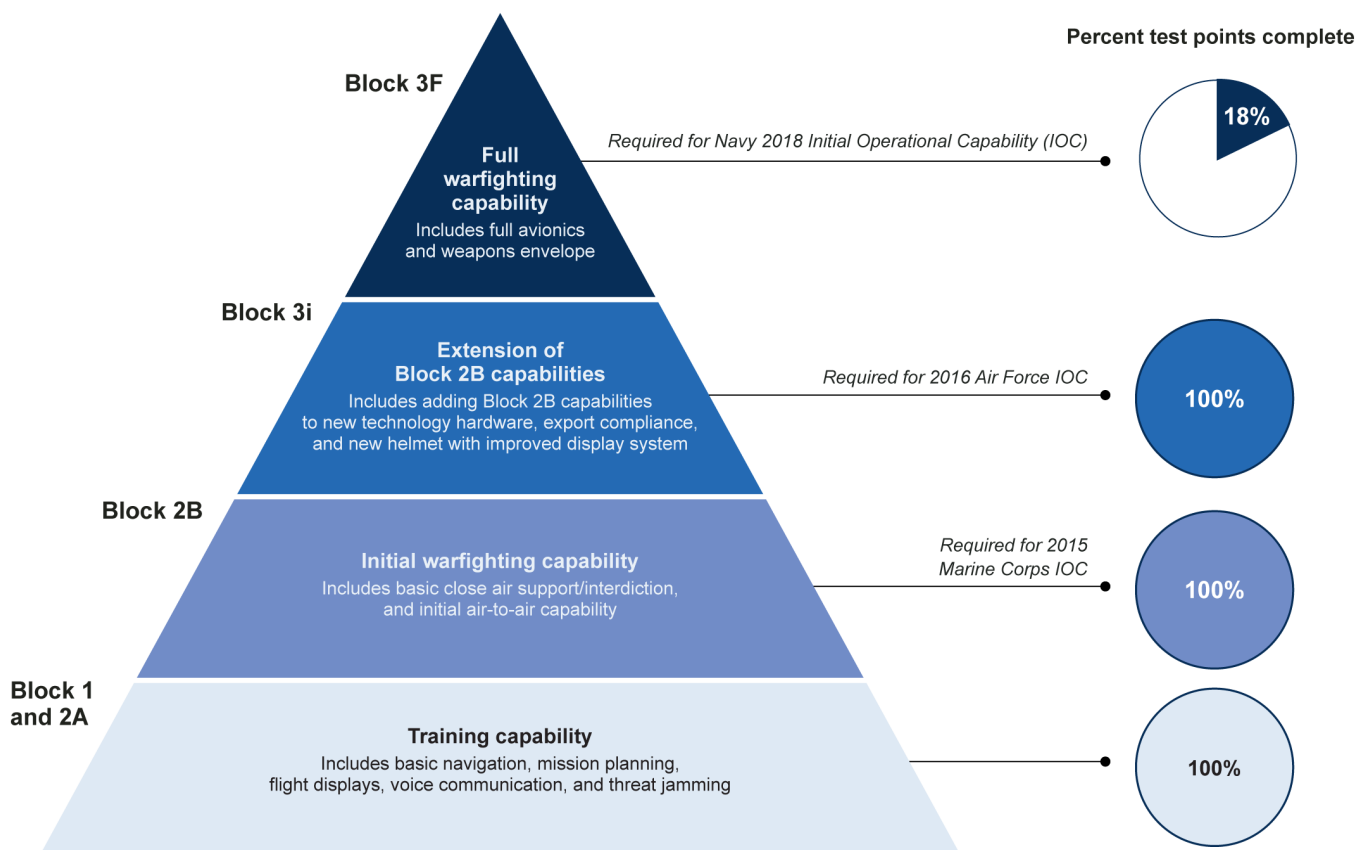 Percent test points complete
Block 3F
Full
warfighting
capability
Includes full avionics
and weapons envelope
Required for Navy 2018 Initial Operational Capability (IOC)
18%
Block 3i
Extension of
Block 2B capabilities
Includes adding Block 2B capabilities
to new technology hardware, export compliance,
and new helmet with improved display system
Required for 2016 Air Force IOC
100%
Block 2B
Initial warfighting capability
Includes basic close air support/interdiction,
and initial air-to-air capability
Required for 2015
Marine Corps IOC
100%
Block 1
and 2A
Training capability
Includes basic navigation, mission planning,
flight displays, voice communication, and threat jamming
100%